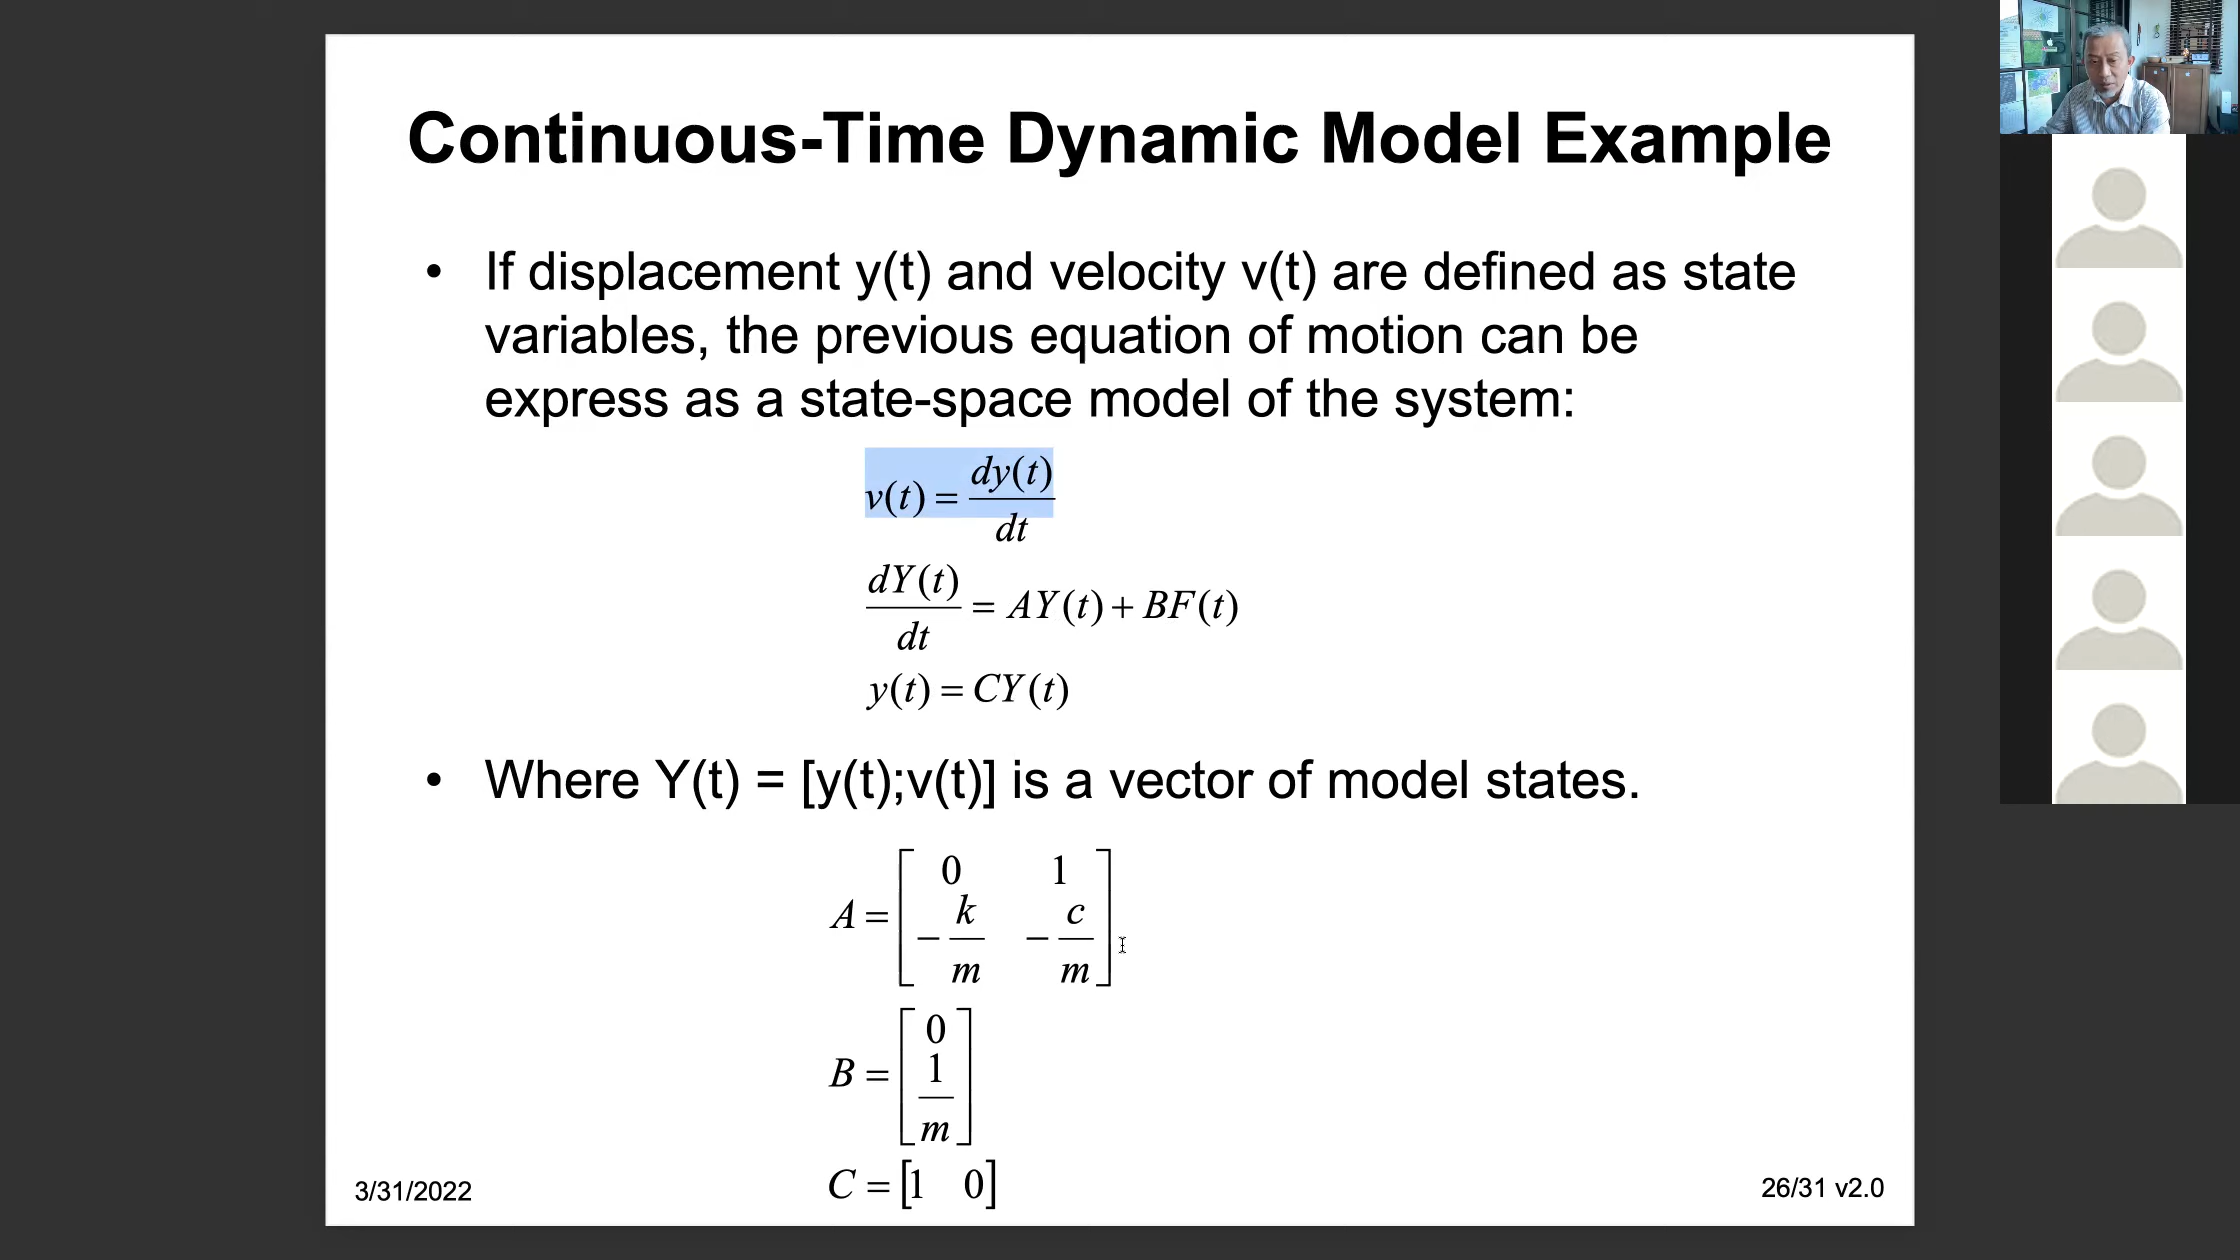 Continuous-Time Dynamic Model Example
• If displacement y(t) and velocity v(t) are defined as state
variables, the previous equation of motion can be
express as a state-space model of the system:
v(t) = dy(t)/dt
dY(t)/dt = AY(t) + BF(t)
y(t) = CY(t)
• Where Y(t) = [y(t);v(t)] is a vector of model states.
A = [0 1; -k/m -c/m]
B = [0; 1/m]
C = [1 0]
3/31/2022
26/31 v2.0